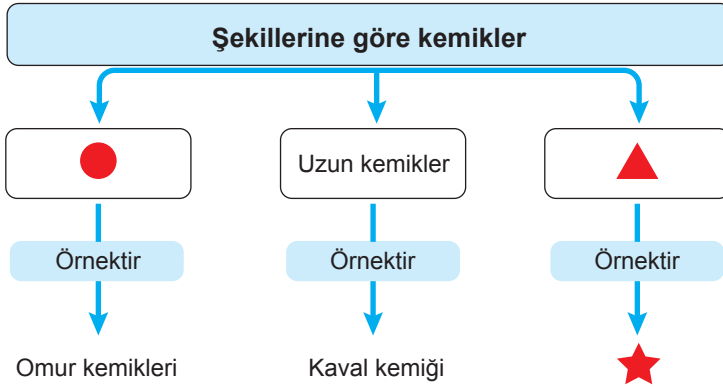 Şekillerine göre kemikler
Uzun kemikler
Örnektir
Örnektir
Örnektir
Omur kemikleri
Kaval kemiği